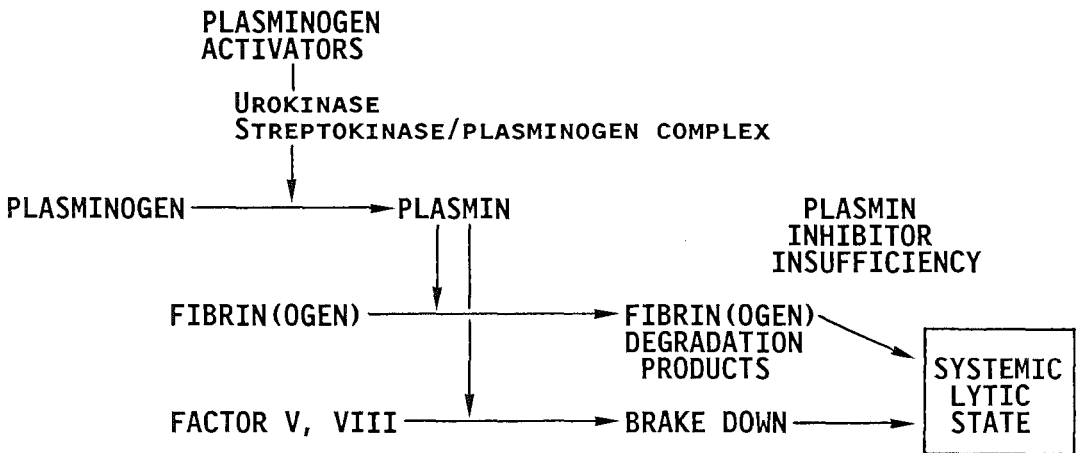 PLASMINOGEN
ACTIVATORS
UROKINASE
STREPTOKINASE/PLASMINOGEN COMPLEX
PLASMINOGEN
PLASMIN
PLASMIN
INHIBITOR
INSUFFICIENCY
FIBRIN(OGEN)
FIBRIN(OGEN)
DEGRADATION
PRODUCTS
FACTOR V, VIII
BRAKE DOWN
SYSTEMIC
LYTIC
STATE